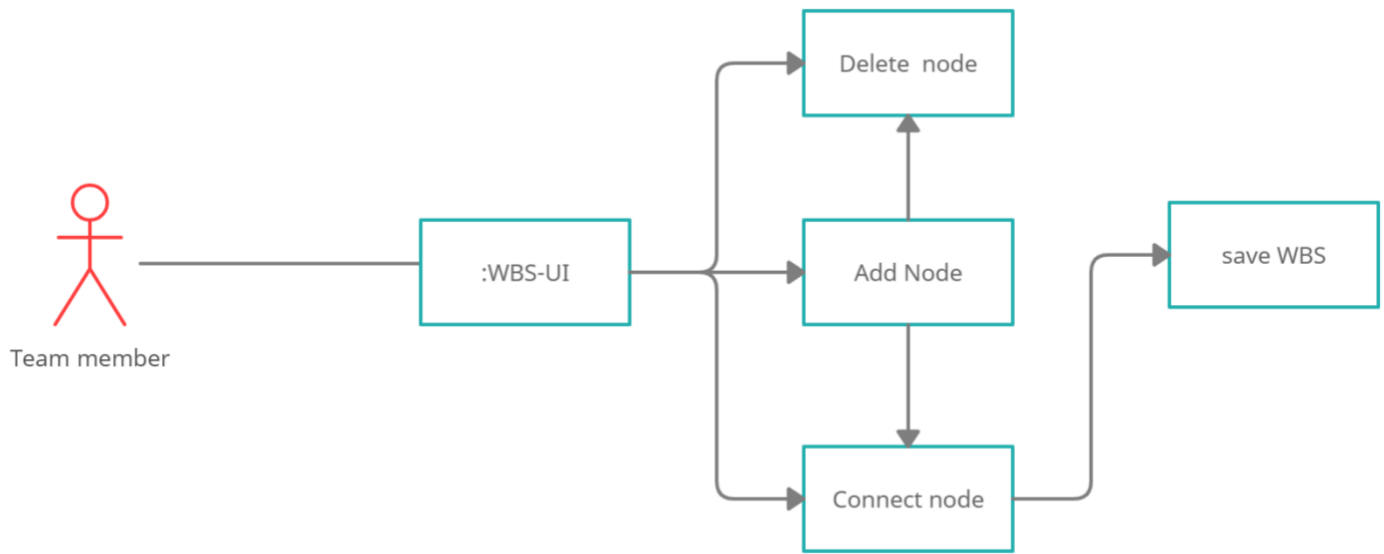 Delete  node
Team member
:WBS-UI
Add Node
save WBS
Connect node